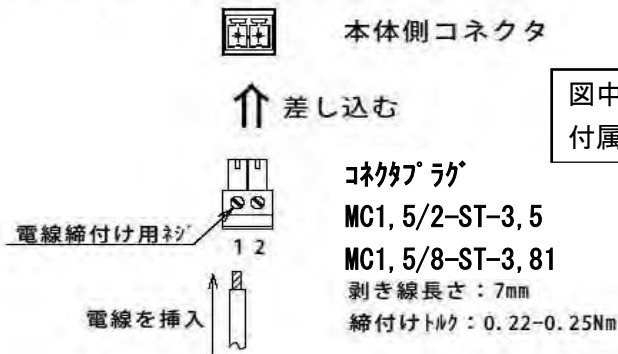 本体側コネクタ
差し込む
図中
付属
コネクタプラグ
MC1,5/2-ST-3,5
MC1,5/8-ST-3,81
電線締付け用ネジ
1 2
剥き線長さ：7mm
電線を挿入
締付けトルク：0.22-0.25Nm